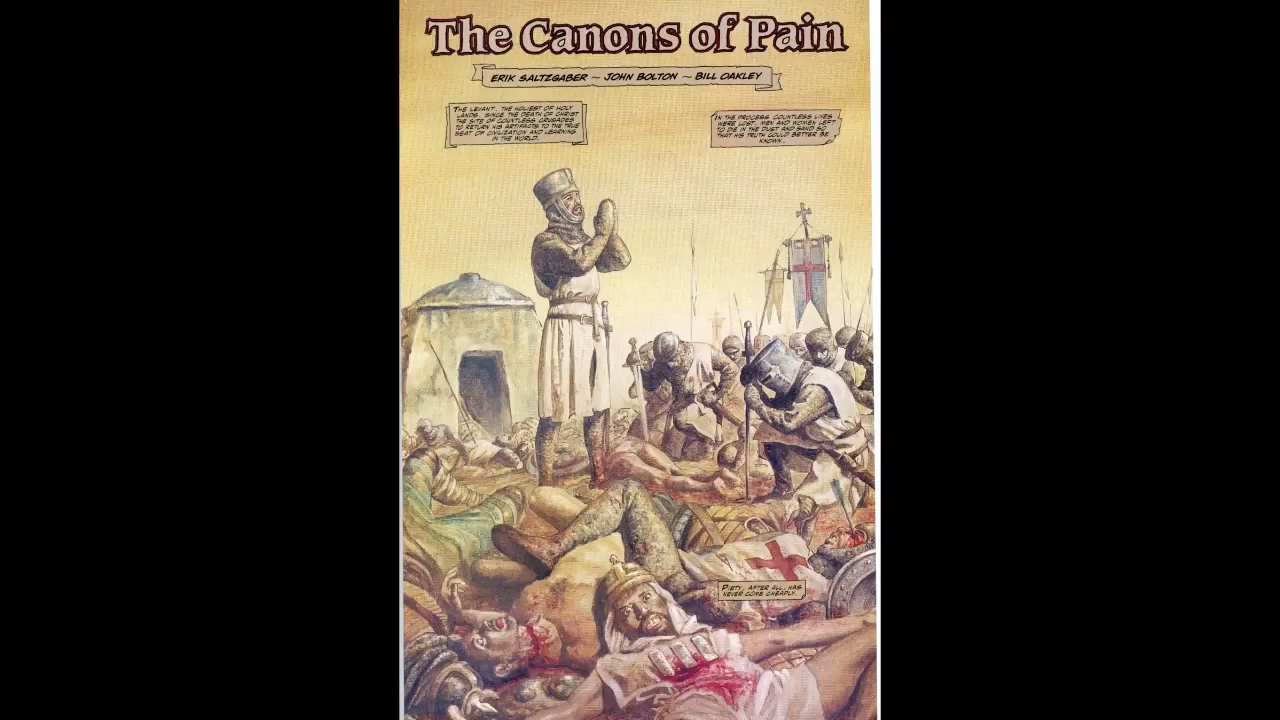 The Canons of Pain
ERIK SALTZGABER ~ JOHN BOLTON ~ BILL OAKLEY
THE LEVANT. THE HOLIEST OF HOLY
LANDS. SINCE THE DEATH OF CHRIST
THE SITE OF COUNTLESS CRUSADES
TO RETURN HIS ARTIFACTS TO THE TRUE
SEAT OF CIVILIZATION AND LEARNING
IN THE WORLD.
IN THE PROCESS COUNTLESS LIVES
WERE LOST. MEN AND WOMEN LEFT
TO DIE IN THE DUST AND SAND SO
THAT HIS TRUTH COULD BETTER BE
KNOWN.
PIETY, AFTER ALL, HAS
NEVER COME CHEAPLY.